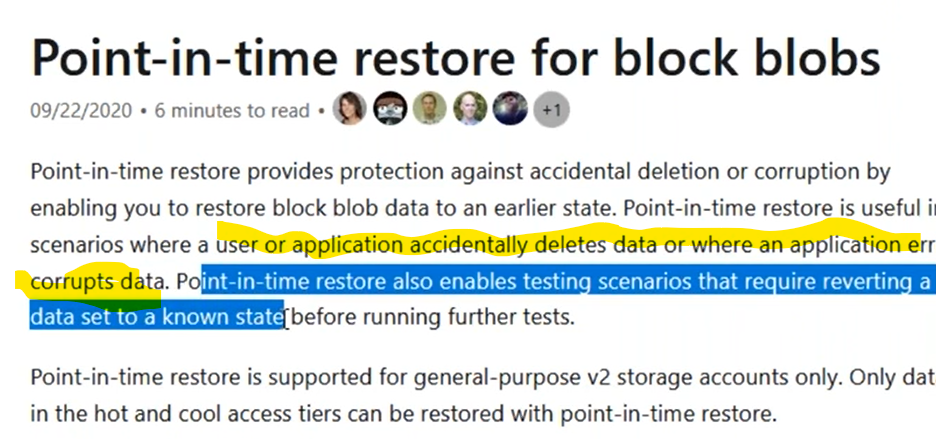 Point-in-time restore for block blobs
09/22/2020 • 6 minutes to read •
+1
Point-in-time restore provides protection against accidental deletion or corruption by
enabling you to restore block blob data to an earlier state. Point-in-time restore is useful in
scenarios where a user or application accidentally deletes data or where an application err
corrupts data. Point-in-time restore also enables testing scenarios that require reverting a
data set to a known state before running further tests.
Point-in-time restore is supported for general-purpose v2 storage accounts only. Only dat
in the hot and cool access tiers can be restored with point-in-time restore.